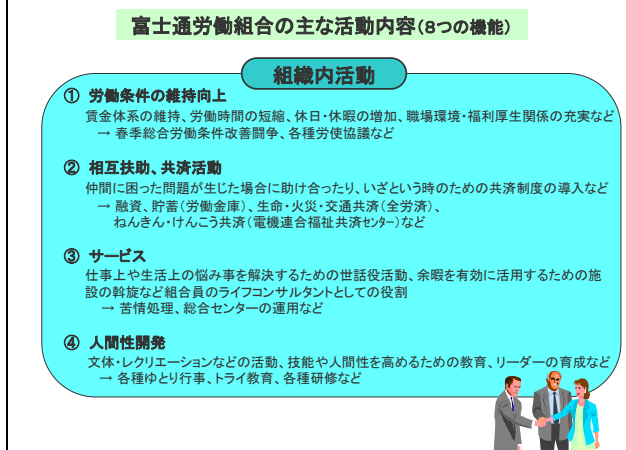 富士通労働組合の主な活動内容(8つの機能)
組織内活動
① 労働条件の維持向上
賃金体系の維持、労働時間の短縮、休日・休暇の増加、職場環境・福利厚生関係の充実など
→ 春季総合労働条件改善闘争、各種労使協議など
② 相互扶助、共済活動
仲間に困った問題が生じた場合に助け合ったり、いざという時のための共済制度の導入など
→ 融資、貯蓄(労働金庫)、生命・火災・交通共済(全労済)、
ねんきん・けんこう共済(電機連合福祉共済センター)など
③ サービス
仕事上や生活上の悩み事を解決するための世話役活動、余暇を有効に活用するための施
設の斡旋など組合員のライフコンサルタントとしての役割
→ 苦情処理、総合センターの運用など
④ 人間性開発
文体・レクリエーションなどの活動、技能や人間性を高めるための教育、リーダーの育成など
→ 各種ゆとり行事、トライ教育、各種研修など